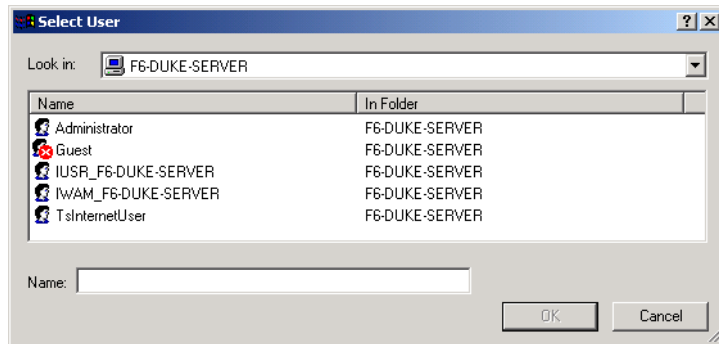 Select User
Look in: F6-DUKE-SERVER
Name In Folder
Administrator F6-DUKE-SERVER
Guest F6-DUKE-SERVER
IUSR_F6-DUKE-SERVER F6-DUKE-SERVER
IWAM_F6-DUKE-SERVER F6-DUKE-SERVER
TsInternetUser F6-DUKE-SERVER
Name:
OK Cancel